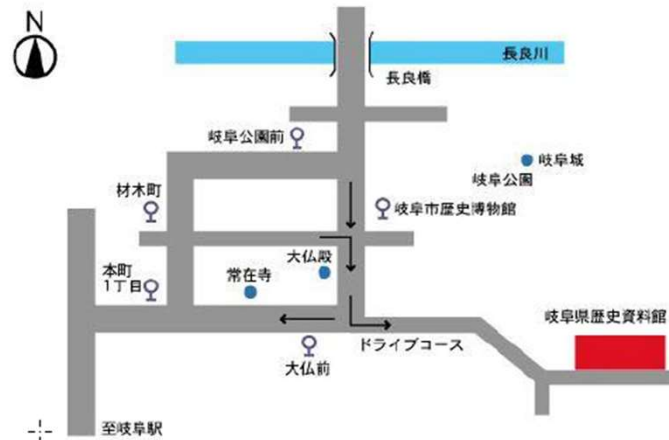 N
長良川
長良橋
岐阜公園前
岐阜城
岐阜公園
材木町
岐阜市歴史博物館
大仏殿
本町
1丁目
常在寺
岐阜県歴史資料館
ドライブコース
大仏前
至岐阜駅